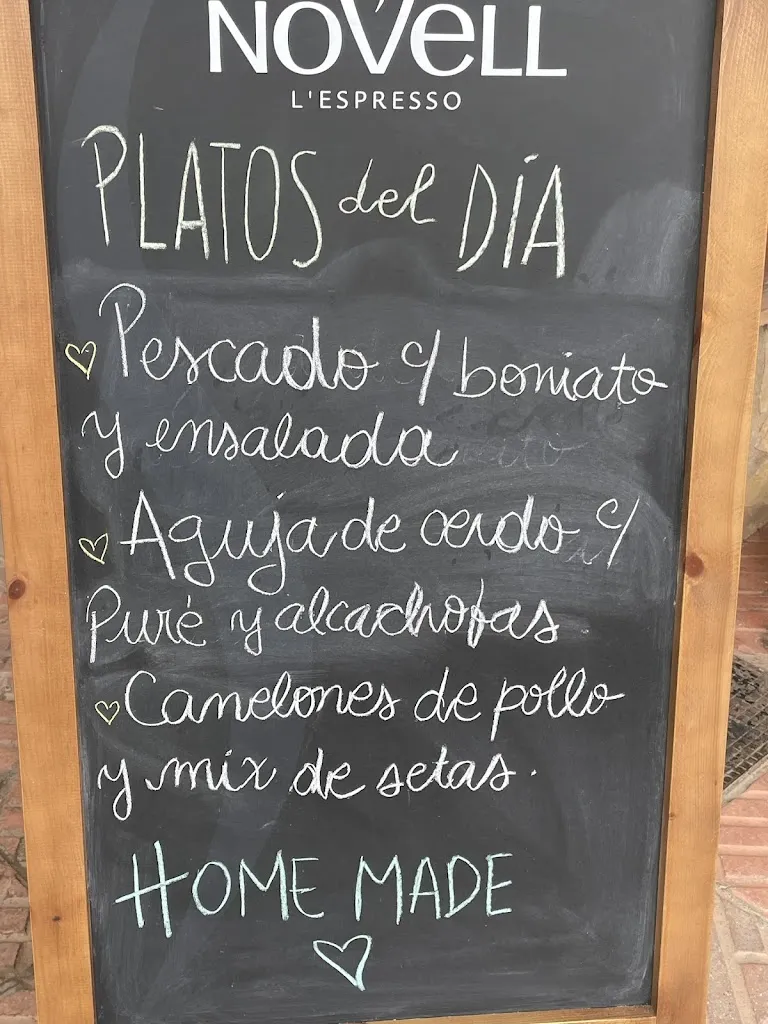 NOVELL
L'ESPRESSO
PLATOS del DÍA
♡ Pescado c/ boniato
y ensalada
♡ Aguja de cerdo c/
Puré y alcachofas
♡ Canelones de pollo
y mix de setas.
HOME MADE
♡